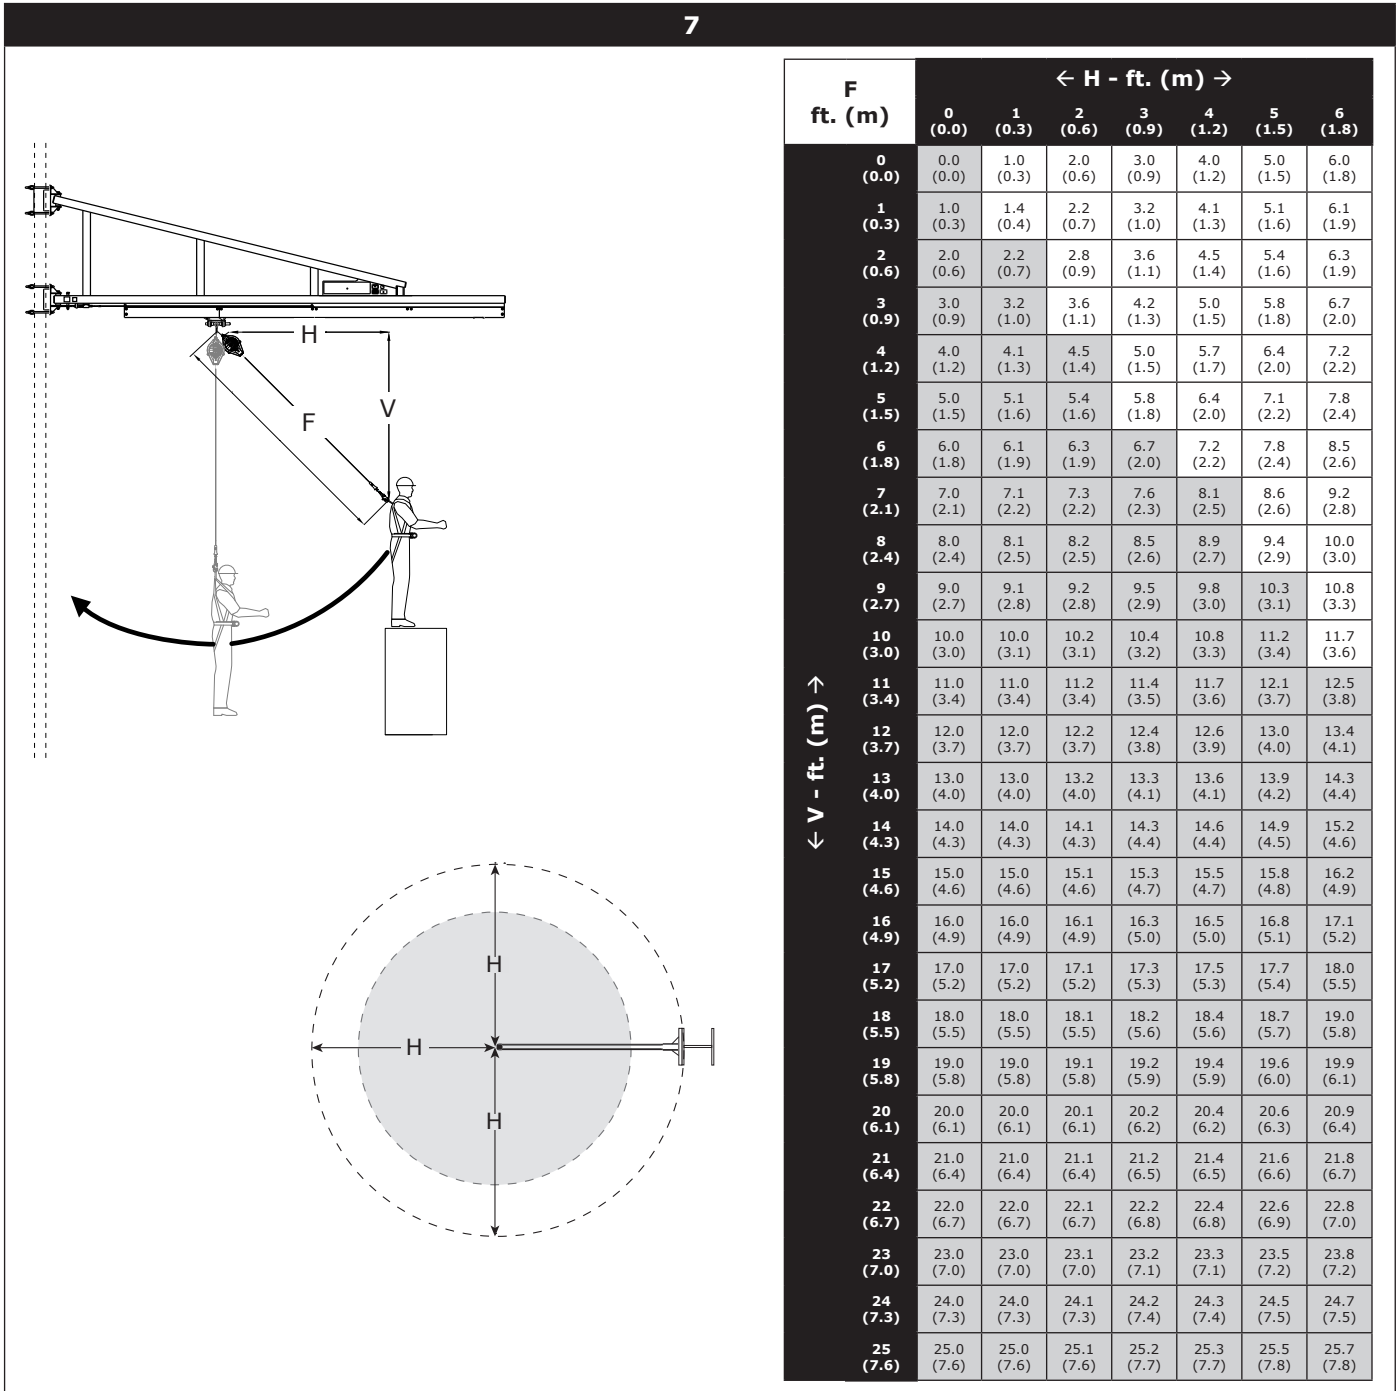 7
H
F
V
H
H
H
F
ft. (m)
← H - ft. (m) →
0 1 2 3 4 5 6
(0.0) (0.3) (0.6) (0.9) (1.2) (1.5) (1.8)
← V - ft. (m) →
0 0.0 1.0 2.0 3.0 4.0 5.0 6.0
(0.0) (0.0) (0.3) (0.6) (0.9) (1.2) (1.5) (1.8)
1 1.0 1.4 2.2 3.2 4.1 5.1 6.1
(0.3) (0.3) (0.4) (0.7) (1.0) (1.3) (1.6) (1.9)
2 2.0 2.2 2.8 3.6 4.5 5.4 6.3
(0.6) (0.6) (0.7) (0.9) (1.1) (1.4) (1.6) (1.9)
3 3.0 3.2 3.6 4.2 5.0 5.8 6.7
(0.9) (0.9) (1.0) (1.1) (1.3) (1.5) (1.8) (2.0)
4 4.0 4.1 4.5 5.0 5.7 6.4 7.2
(1.2) (1.2) (1.3) (1.4) (1.5) (1.7) (2.0) (2.2)
5 5.0 5.1 5.4 5.8 6.4 7.1 7.8
(1.5) (1.5) (1.6) (1.6) (1.8) (2.0) (2.2) (2.4)
6 6.0 6.1 6.3 6.7 7.2 7.8 8.5
(1.8) (1.8) (1.9) (1.9) (2.0) (2.2) (2.4) (2.6)
7 7.0 7.1 7.3 7.6 8.1 8.6 9.2
(2.1) (2.1) (2.2) (2.2) (2.3) (2.5) (2.6) (2.8)
8 8.0 8.1 8.2 8.5 8.9 9.4 10.0
(2.4) (2.4) (2.5) (2.5) (2.6) (2.7) (2.9) (3.0)
9 9.0 9.1 9.2 9.5 9.8 10.3 10.8
(2.7) (2.7) (2.8) (2.8) (2.9) (3.0) (3.1) (3.3)
10 10.0 10.0 10.2 10.4 10.8 11.2 11.7
(3.0) (3.0) (3.1) (3.1) (3.2) (3.3) (3.4) (3.6)
11 11.0 11.0 11.2 11.4 11.7 12.1 12.5
(3.4) (3.4) (3.4) (3.4) (3.5) (3.6) (3.7) (3.8)
12 12.0 12.0 12.2 12.4 12.6 13.0 13.4
(3.7) (3.7) (3.7) (3.7) (3.8) (3.9) (4.0) (4.1)
13 13.0 13.0 13.2 13.3 13.6 13.9 14.3
(4.0) (4.0) (4.0) (4.0) (4.1) (4.1) (4.2) (4.4)
14 14.0 14.0 14.1 14.3 14.6 14.9 15.2
(4.3) (4.3) (4.3) (4.3) (4.4) (4.4) (4.5) (4.6)
15 15.0 15.0 15.1 15.3 15.5 15.8 16.2
(4.6) (4.6) (4.6) (4.6) (4.7) (4.7) (4.8) (4.9)
16 16.0 16.0 16.1 16.3 16.5 16.8 17.1
(4.9) (4.9) (4.9) (4.9) (5.0) (5.0) (5.1) (5.2)
17 17.0 17.0 17.1 17.3 17.5 17.7 18.0
(5.2) (5.2) (5.2) (5.2) (5.3) (5.3) (5.4) (5.5)
18 18.0 18.0 18.1 18.2 18.4 18.7 19.0
(5.5) (5.5) (5.5) (5.5) (5.6) (5.6) (5.7) (5.8)
19 19.0 19.0 19.1 19.2 19.4 19.6 19.9
(5.8) (5.8) (5.8) (5.8) (5.9) (5.9) (6.0) (6.1)
20 20.0 20.0 20.1 20.2 20.4 20.6 20.9
(6.1) (6.1) (6.1) (6.1) (6.2) (6.2) (6.3) (6.4)
21 21.0 21.0 21.1 21.2 21.4 21.6 21.8
(6.4) (6.4) (6.4) (6.4) (6.5) (6.5) (6.6) (6.7)
22 22.0 22.0 22.1 22.2 22.4 22.6 22.8
(6.7) (6.7) (6.7) (6.7) (6.8) (6.8) (6.9) (7.0)
23 23.0 23.0 23.1 23.2 23.3 23.5 23.8
(7.0) (7.0) (7.0) (7.0) (7.1) (7.1) (7.2) (7.2)
24 24.0 24.0 24.1 24.2 24.3 24.5 24.7
(7.3) (7.3) (7.3) (7.3) (7.4) (7.4) (7.5) (7.5)
25 25.0 25.0 25.1 25.2 25.3 25.5 25.7
(7.6) (7.6) (7.6) (7.6) (7.7) (7.7) (7.8) (7.8)